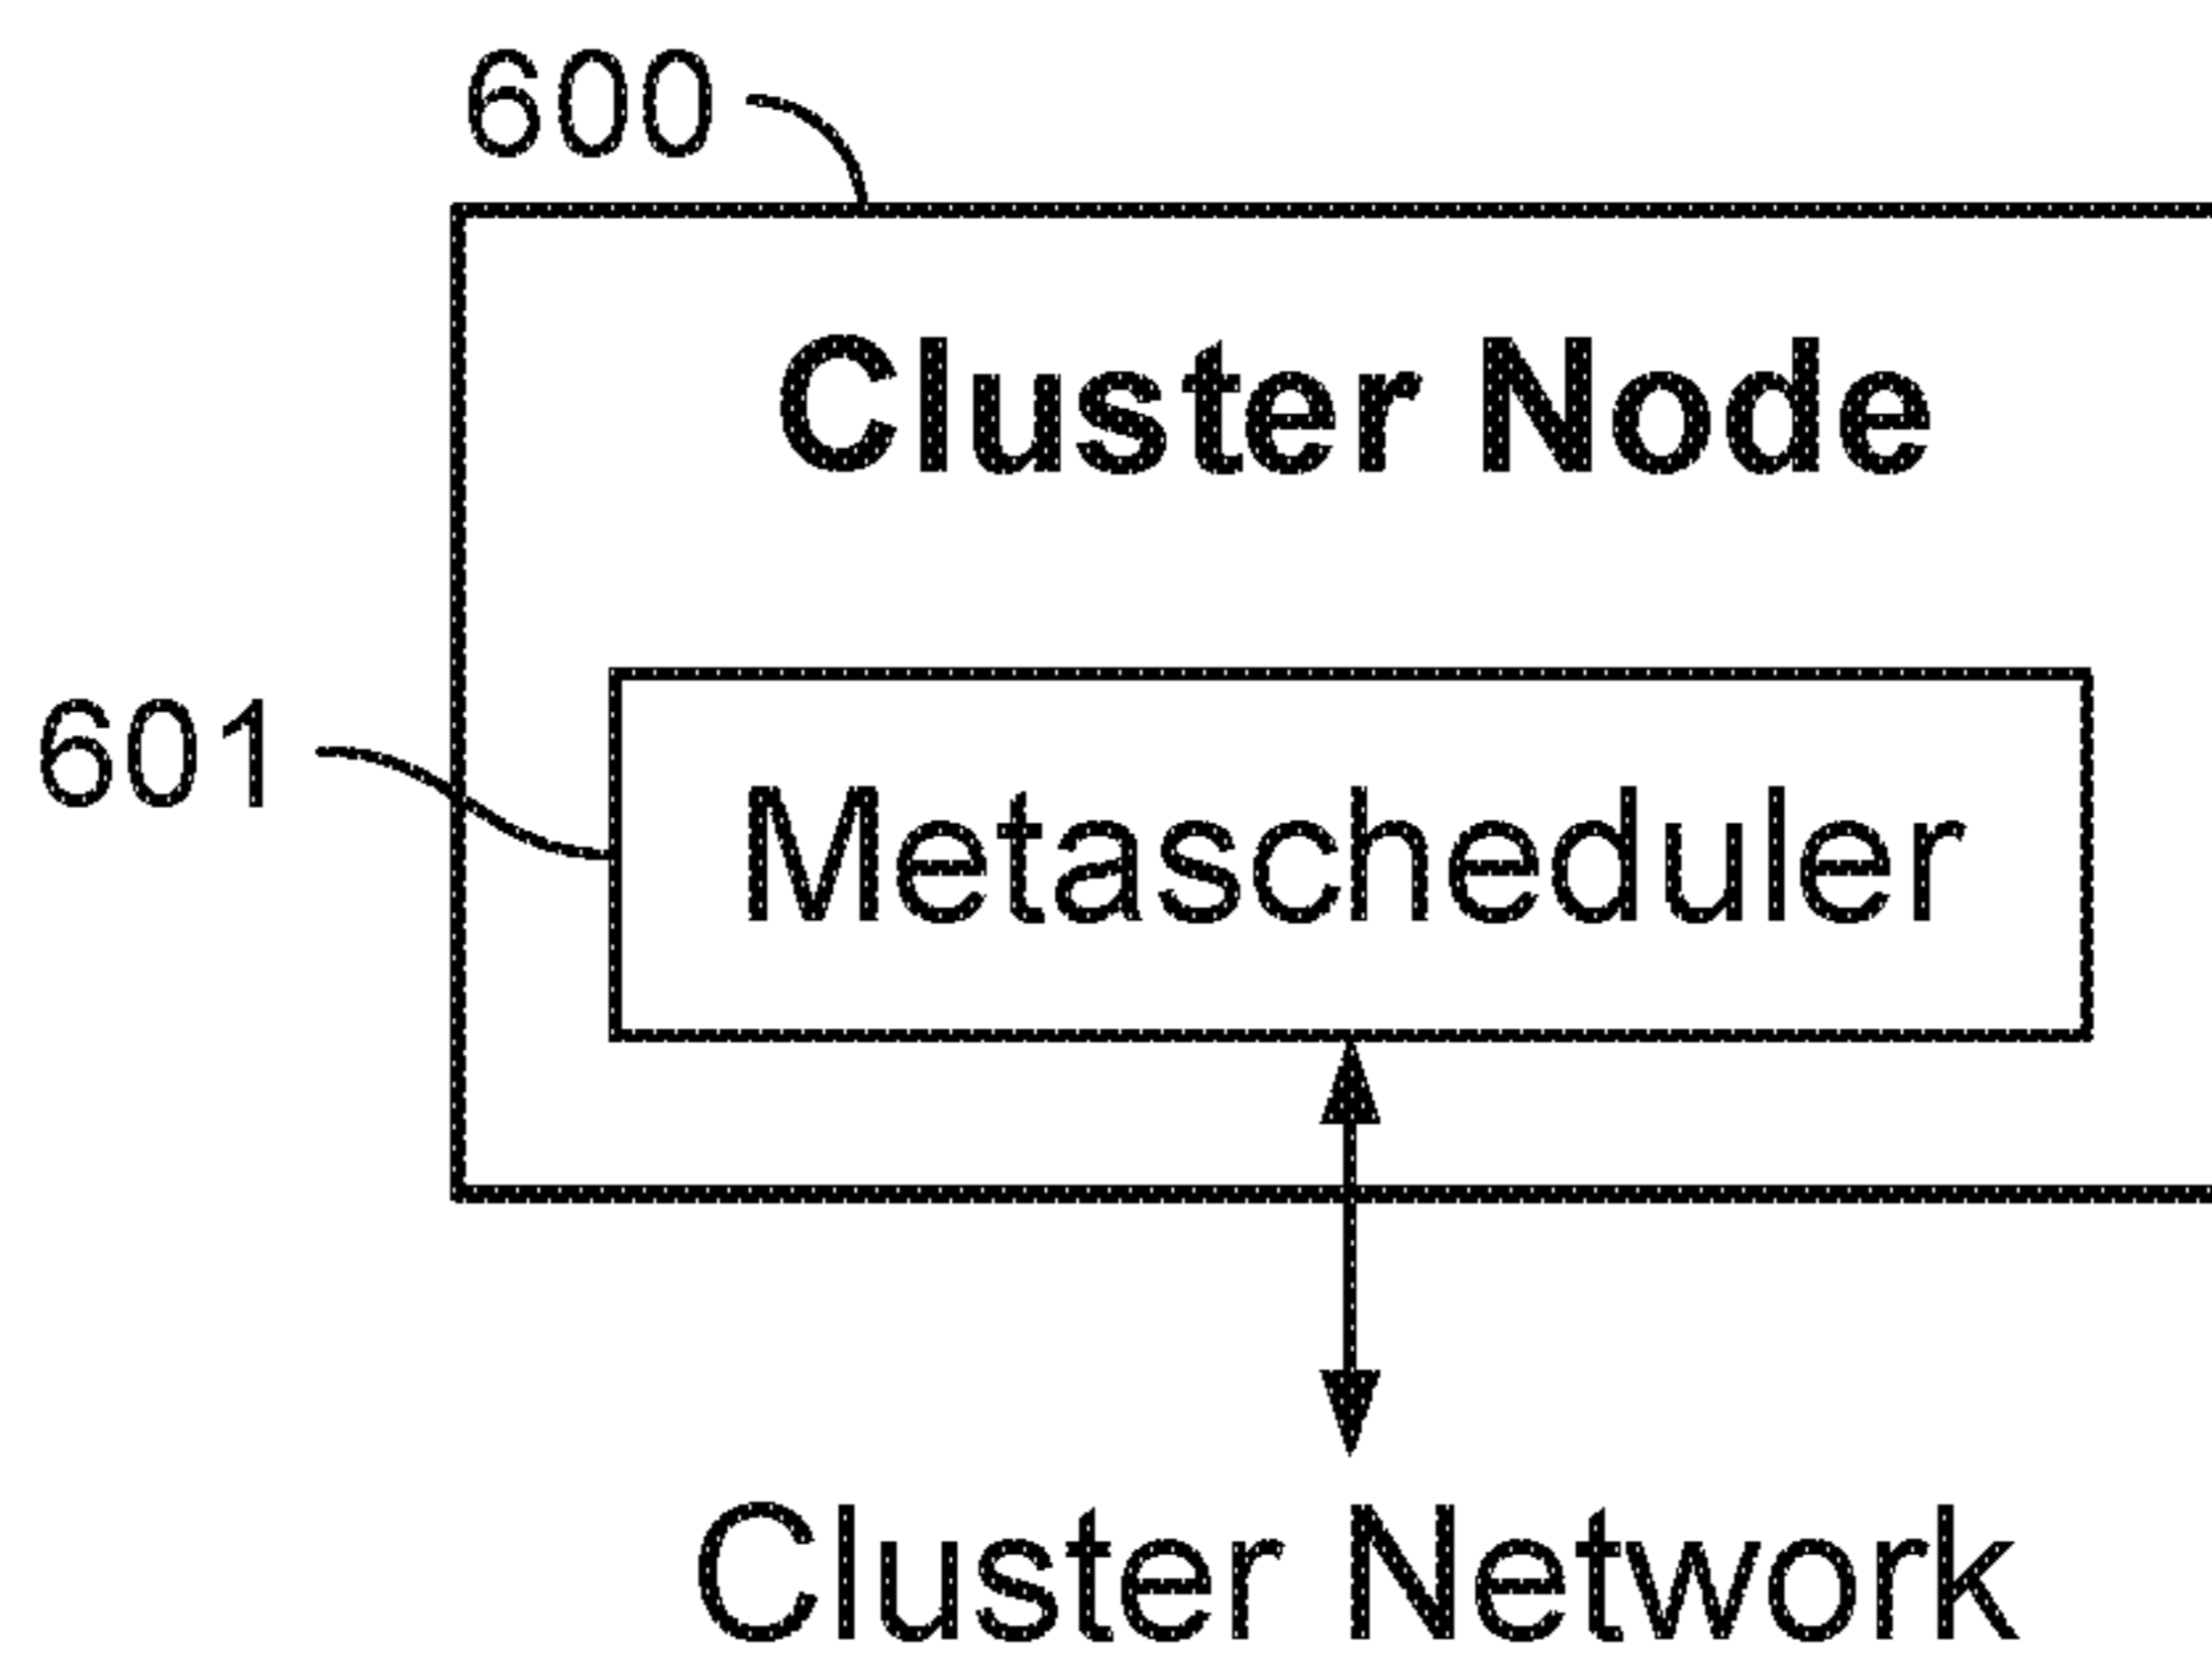 600
Cluster Node
601
Metascheduler
Cluster Network